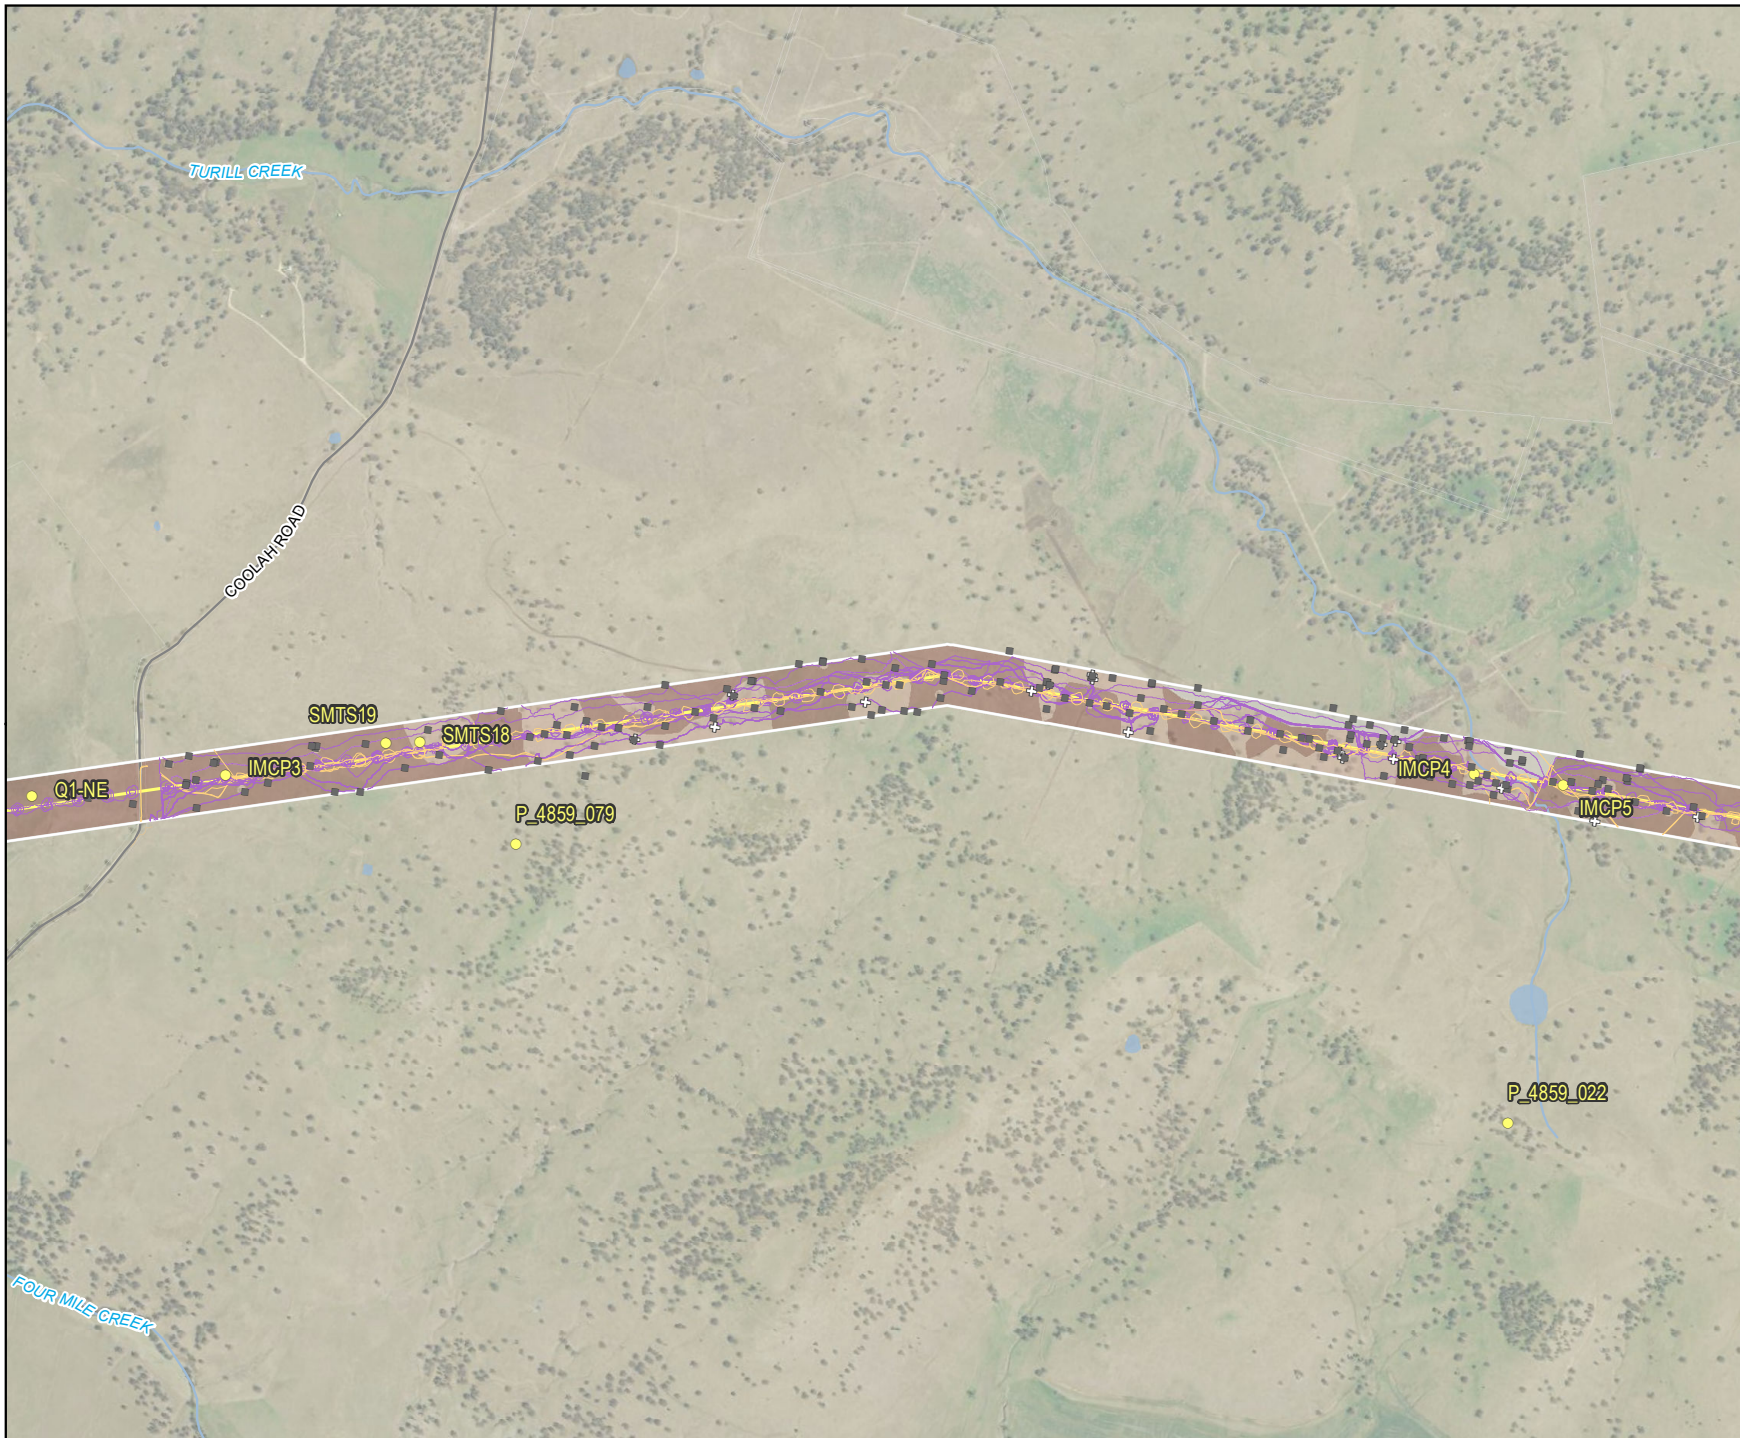 TURILL CREEK
COOLAH ROAD
SMTS19
SMTS18
IMCP3
IMCP4
Q1-NE
IMCP5
P_4859_079
P_4859_022
FOUR MILE CREEK